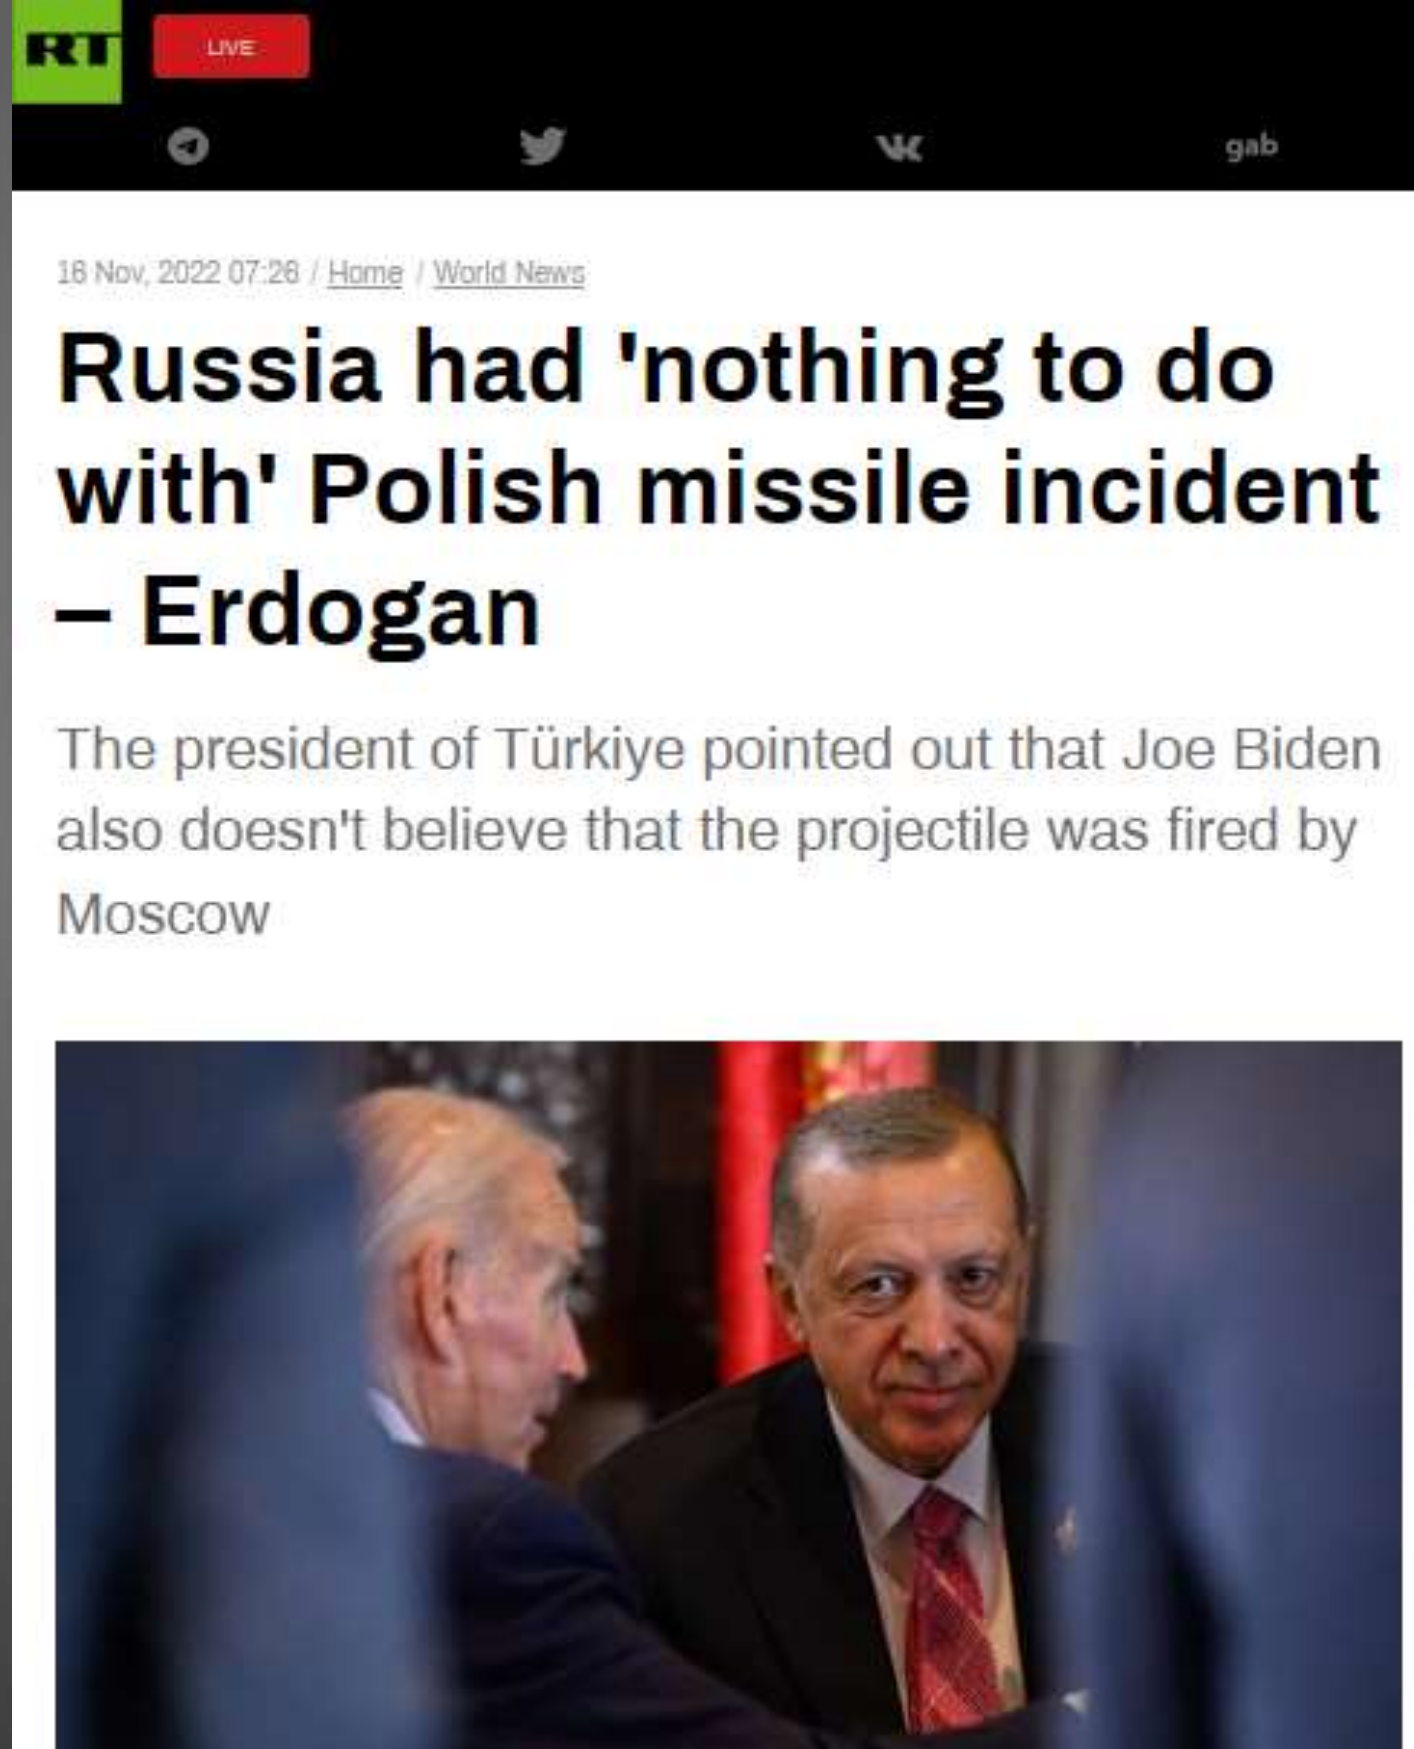 RT
LIVE
gab
16 Nov, 2022 07:26 / Home / World News
Russia had 'nothing to do
with' Polish missile incident
– Erdogan
The president of Türkiye pointed out that Joe Biden
also doesn't believe that the projectile was fired by
Moscow